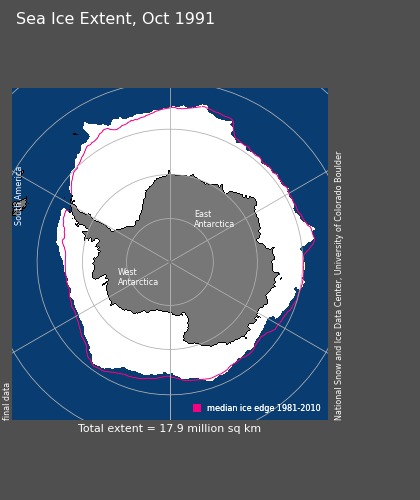 Sea Ice Extent, Oct 1991
South America
East
Antarctica
West
Antarctica
National Snow and Ice Data Center, University of Colorado Boulder
final data
median ice edge 1981-2010
Total extent = 17.9 million sq km